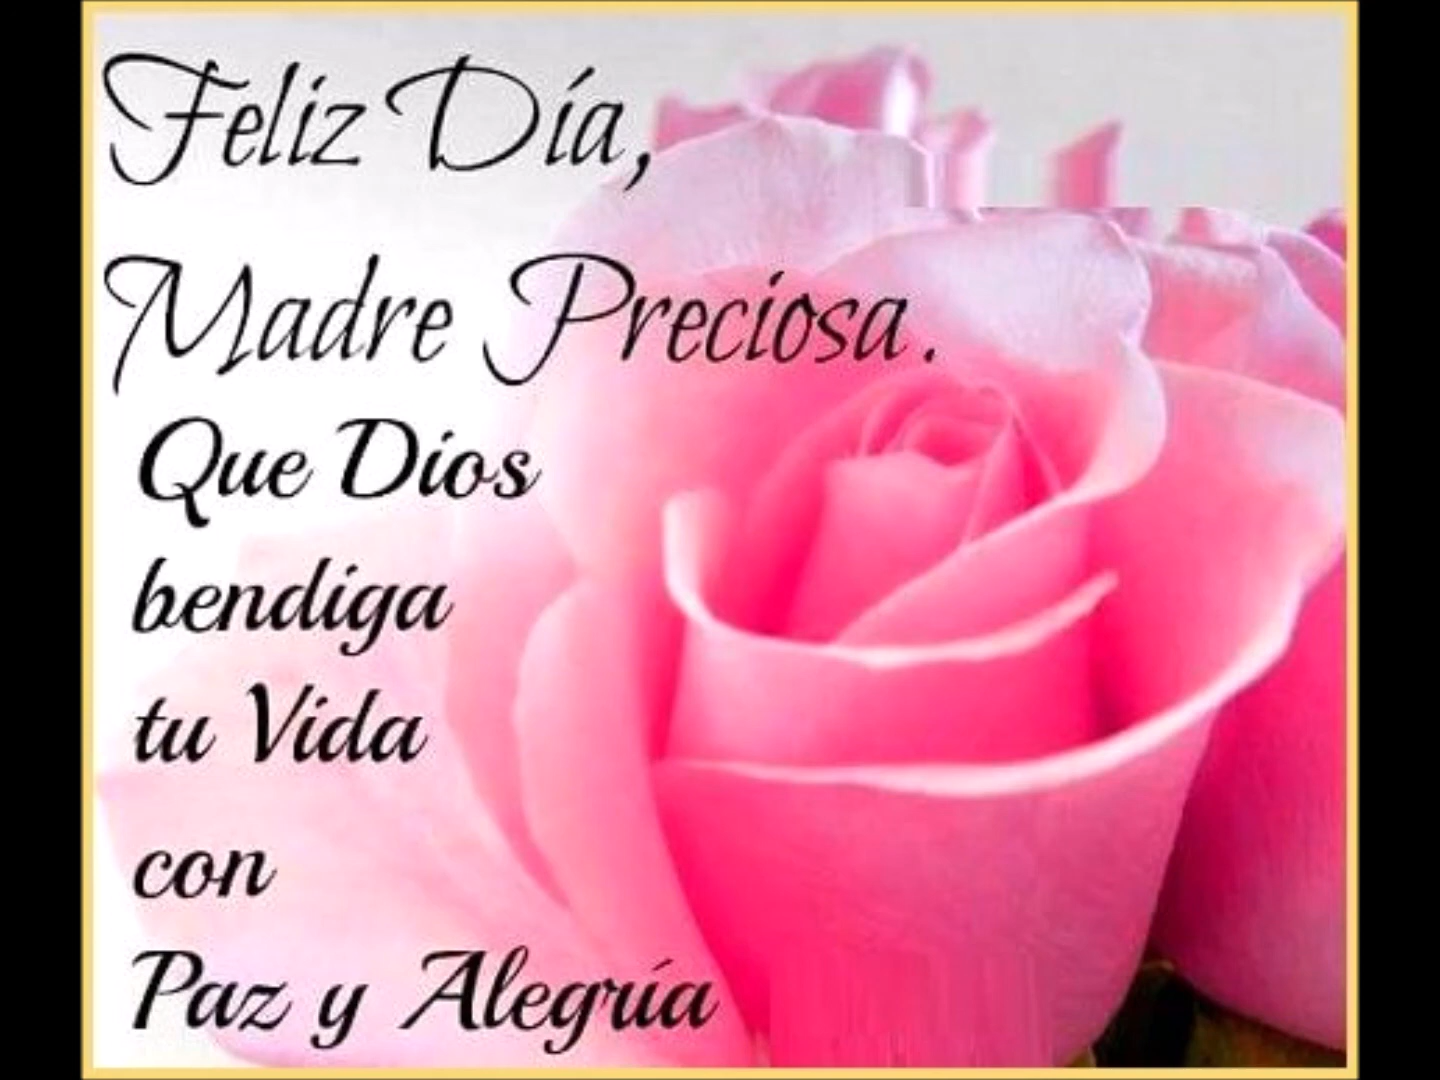 Feliz Día,
Madre Preciosa.
Que Dios
bendiga
tu Vida
con
Paz y Alegría